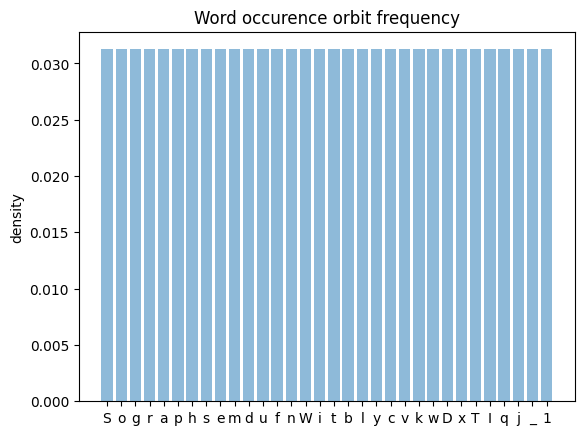 Word occurence orbit frequency
density
0.030
0.025
0.020
0.015
0.010
0.005
0.000
S o g r a p h s e m d u f n W i t b l y c v k w D x T I q j _ 1